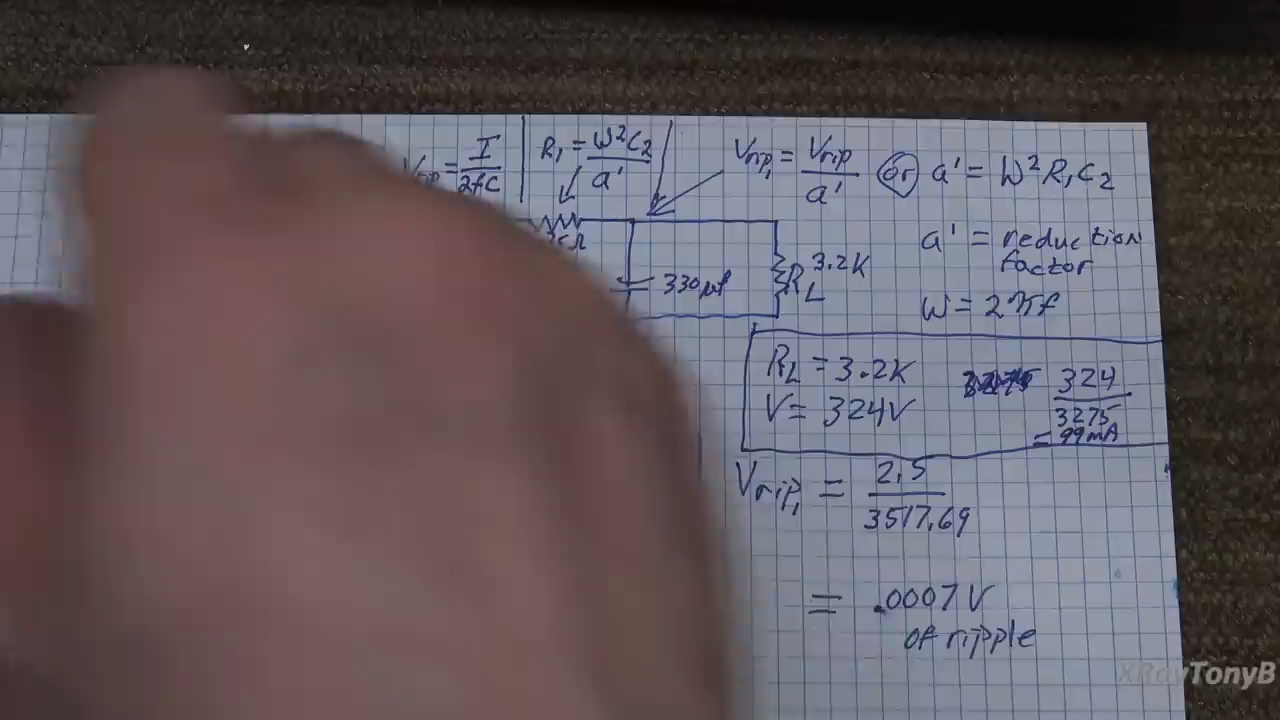 = I / 2fC
R₁ = W²C₂ / a'
Vrip₁ = Vrip / a' or a' = W²R₁C₂
a' = reduction factor
W = 2πf
330µf
RL 3.2K
RL = 3.2K
V = 324V
324 / 3275
= 99mA
Vrip₁ = 2.5 / 3517.69
= .0007V
of ripple
XRayTonyB